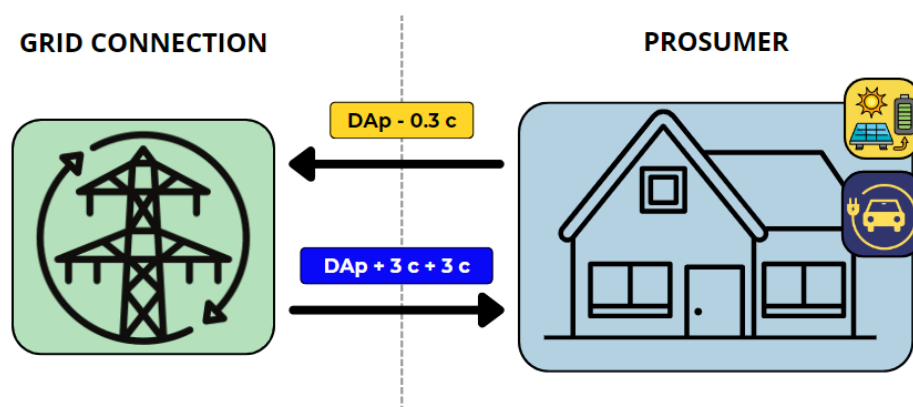 GRID CONNECTION
PROSUMER
DAp - 0.3 c
DAp + 3 c + 3 c